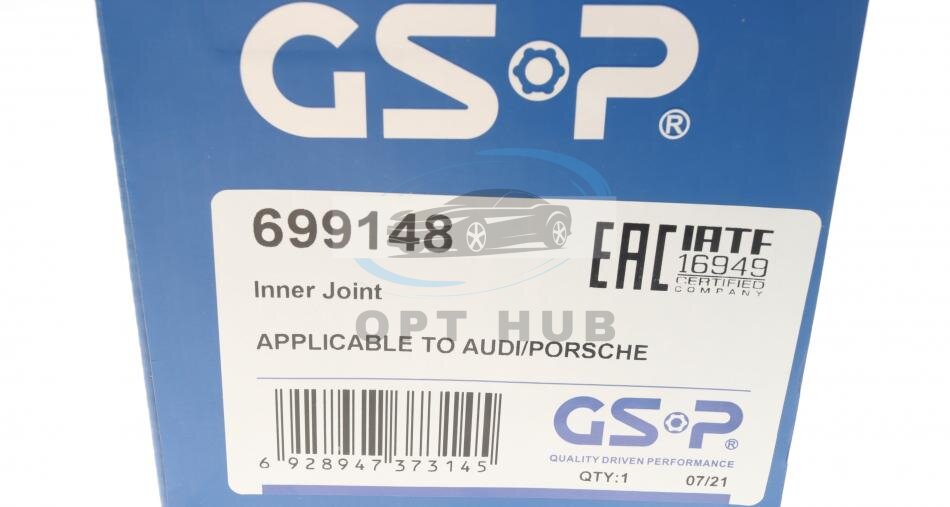 GSP®
699148
EAC IATF
16949
CERTIFIED
COMPANY
Inner Joint
OPT HUB
APPLICABLE TO AUDI/PORSCHE
6 928947 373145
GSP®
QUALITY DRIVEN PERFORMANCE
QTY:1 07/21